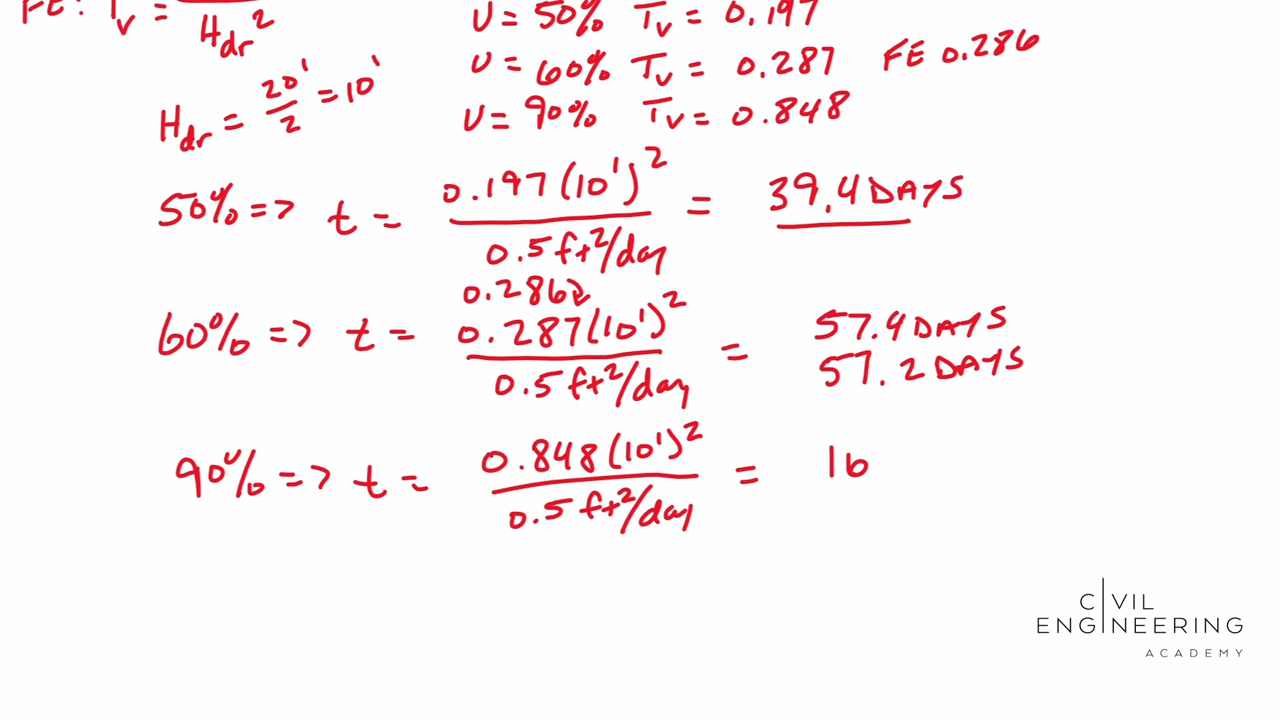 FE: Tv =
Hdr²
U = 50% Tv = 0.197
U = 60% Tv = 0.287 FE 0.286
U = 90% Tv = 0.848
Hdr = 20'/2 = 10'
50% => t = 0.197(10')² / 0.5 ft²/day = 39.4 DAYS
0.286
60% => t = 0.287(10')² / 0.5 ft²/day = 57.4 DAYS
57.2 DAYS
90% => t = 0.848(10')² / 0.5 ft²/day = 16
CIVIL
ENGINEERING
ACADEMY